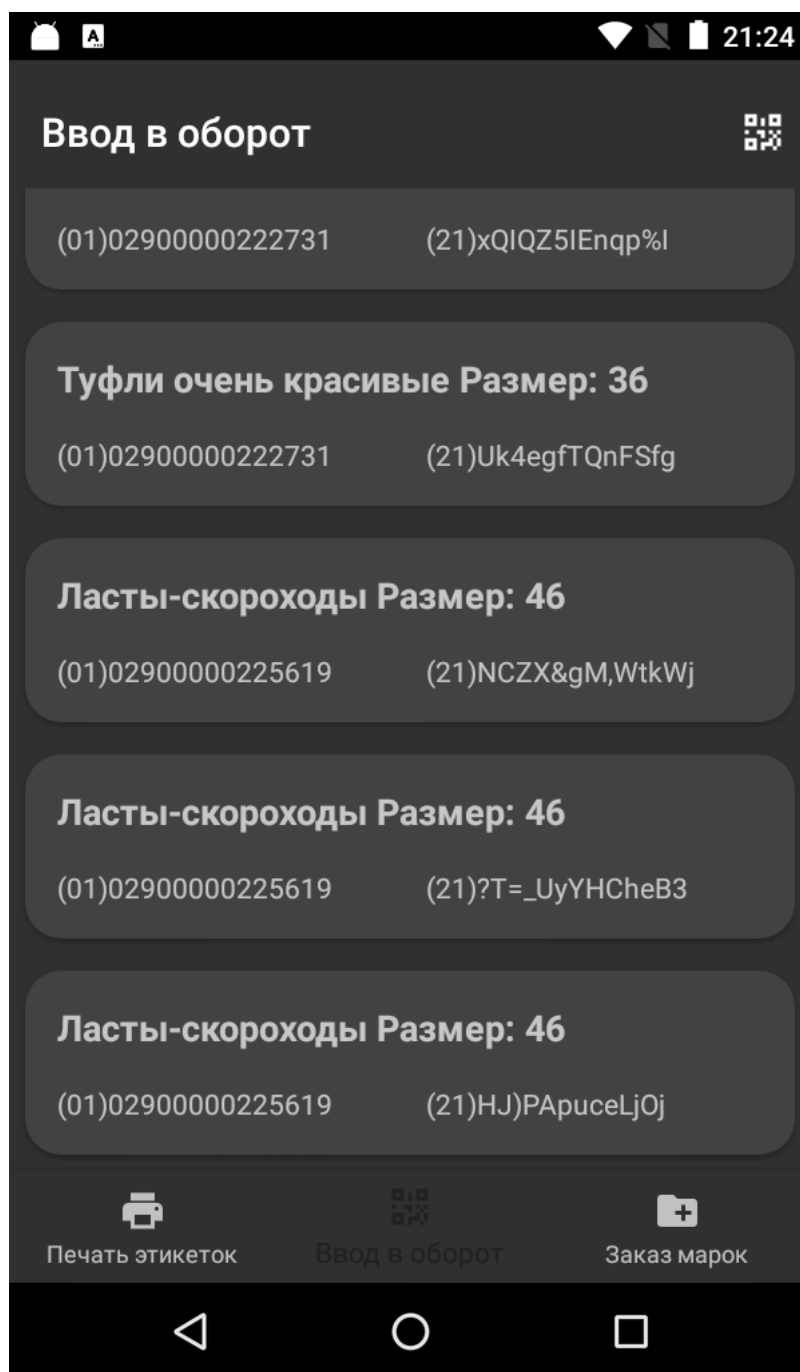 21:24
Ввод в оборот
(01)02900000222731 (21)xQIQZ5IEnqp%I
Туфли очень красивые Размер: 36
(01)02900000222731 (21)Uk4egfTQnFSfg
Ласты-скороходы Размер: 46
(01)02900000225619 (21)NCZX&gM,WtkWj
Ласты-скороходы Размер: 46
(01)02900000225619 (21)?T=_UyYHCheB3
Ласты-скороходы Размер: 46
(01)02900000225619 (21)HJ)PApuceLjOj
Печать этикеток Ввод в оборот Заказ марок